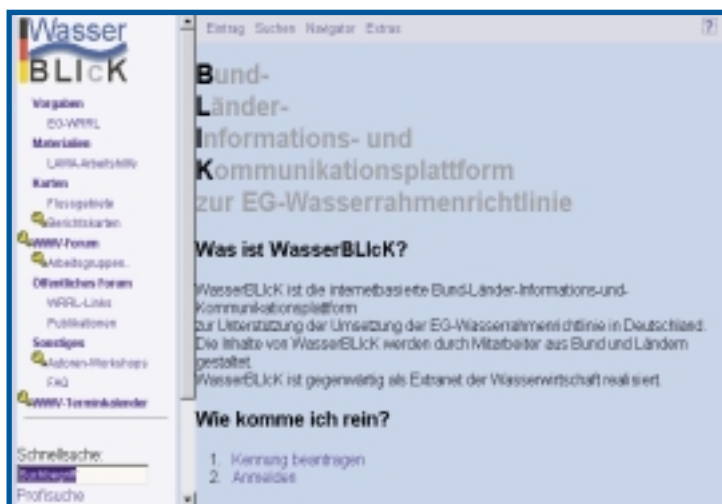 Wasser
BLIcK
Vorgaben
EG-WRRL
Materialien
LAWA-Arbeitshilfe
Karten
Flussgebiete
Berichtskarten
WWV-Forum
Arbeitsgruppen..
Öffentliches Forum
WRRL-Links
Publikationen
Sonstiges
Autoren-Workshops
FAQ
WWV-Terminkalender
Schnellsuche:
Suchbegriff
Profisuche
Eintrag Suchen Navigator Extras ?
Bund-
Länder-
Informations- und
Kommunikationsplattform
zur EG-Wasserrahmenrichtlinie
Was ist WasserBLIcK?
WasserBLIcK ist die internetbasierte Bund-Länder-Informations-und-
Kommunikationsplattform
zur Unterstützung der Umsetzung der EG-Wasserrahmenrichtlinie in Deutschland.
Die Inhalte von WasserBLIcK werden durch Mitarbeiter aus Bund und Ländern
gestaltet.
WasserBLIcK ist gegenwärtig als Extranet der Wasserwirtschaft realisiert.
Wie komme ich rein?
1. Kennung beantragen
2. Anmelden